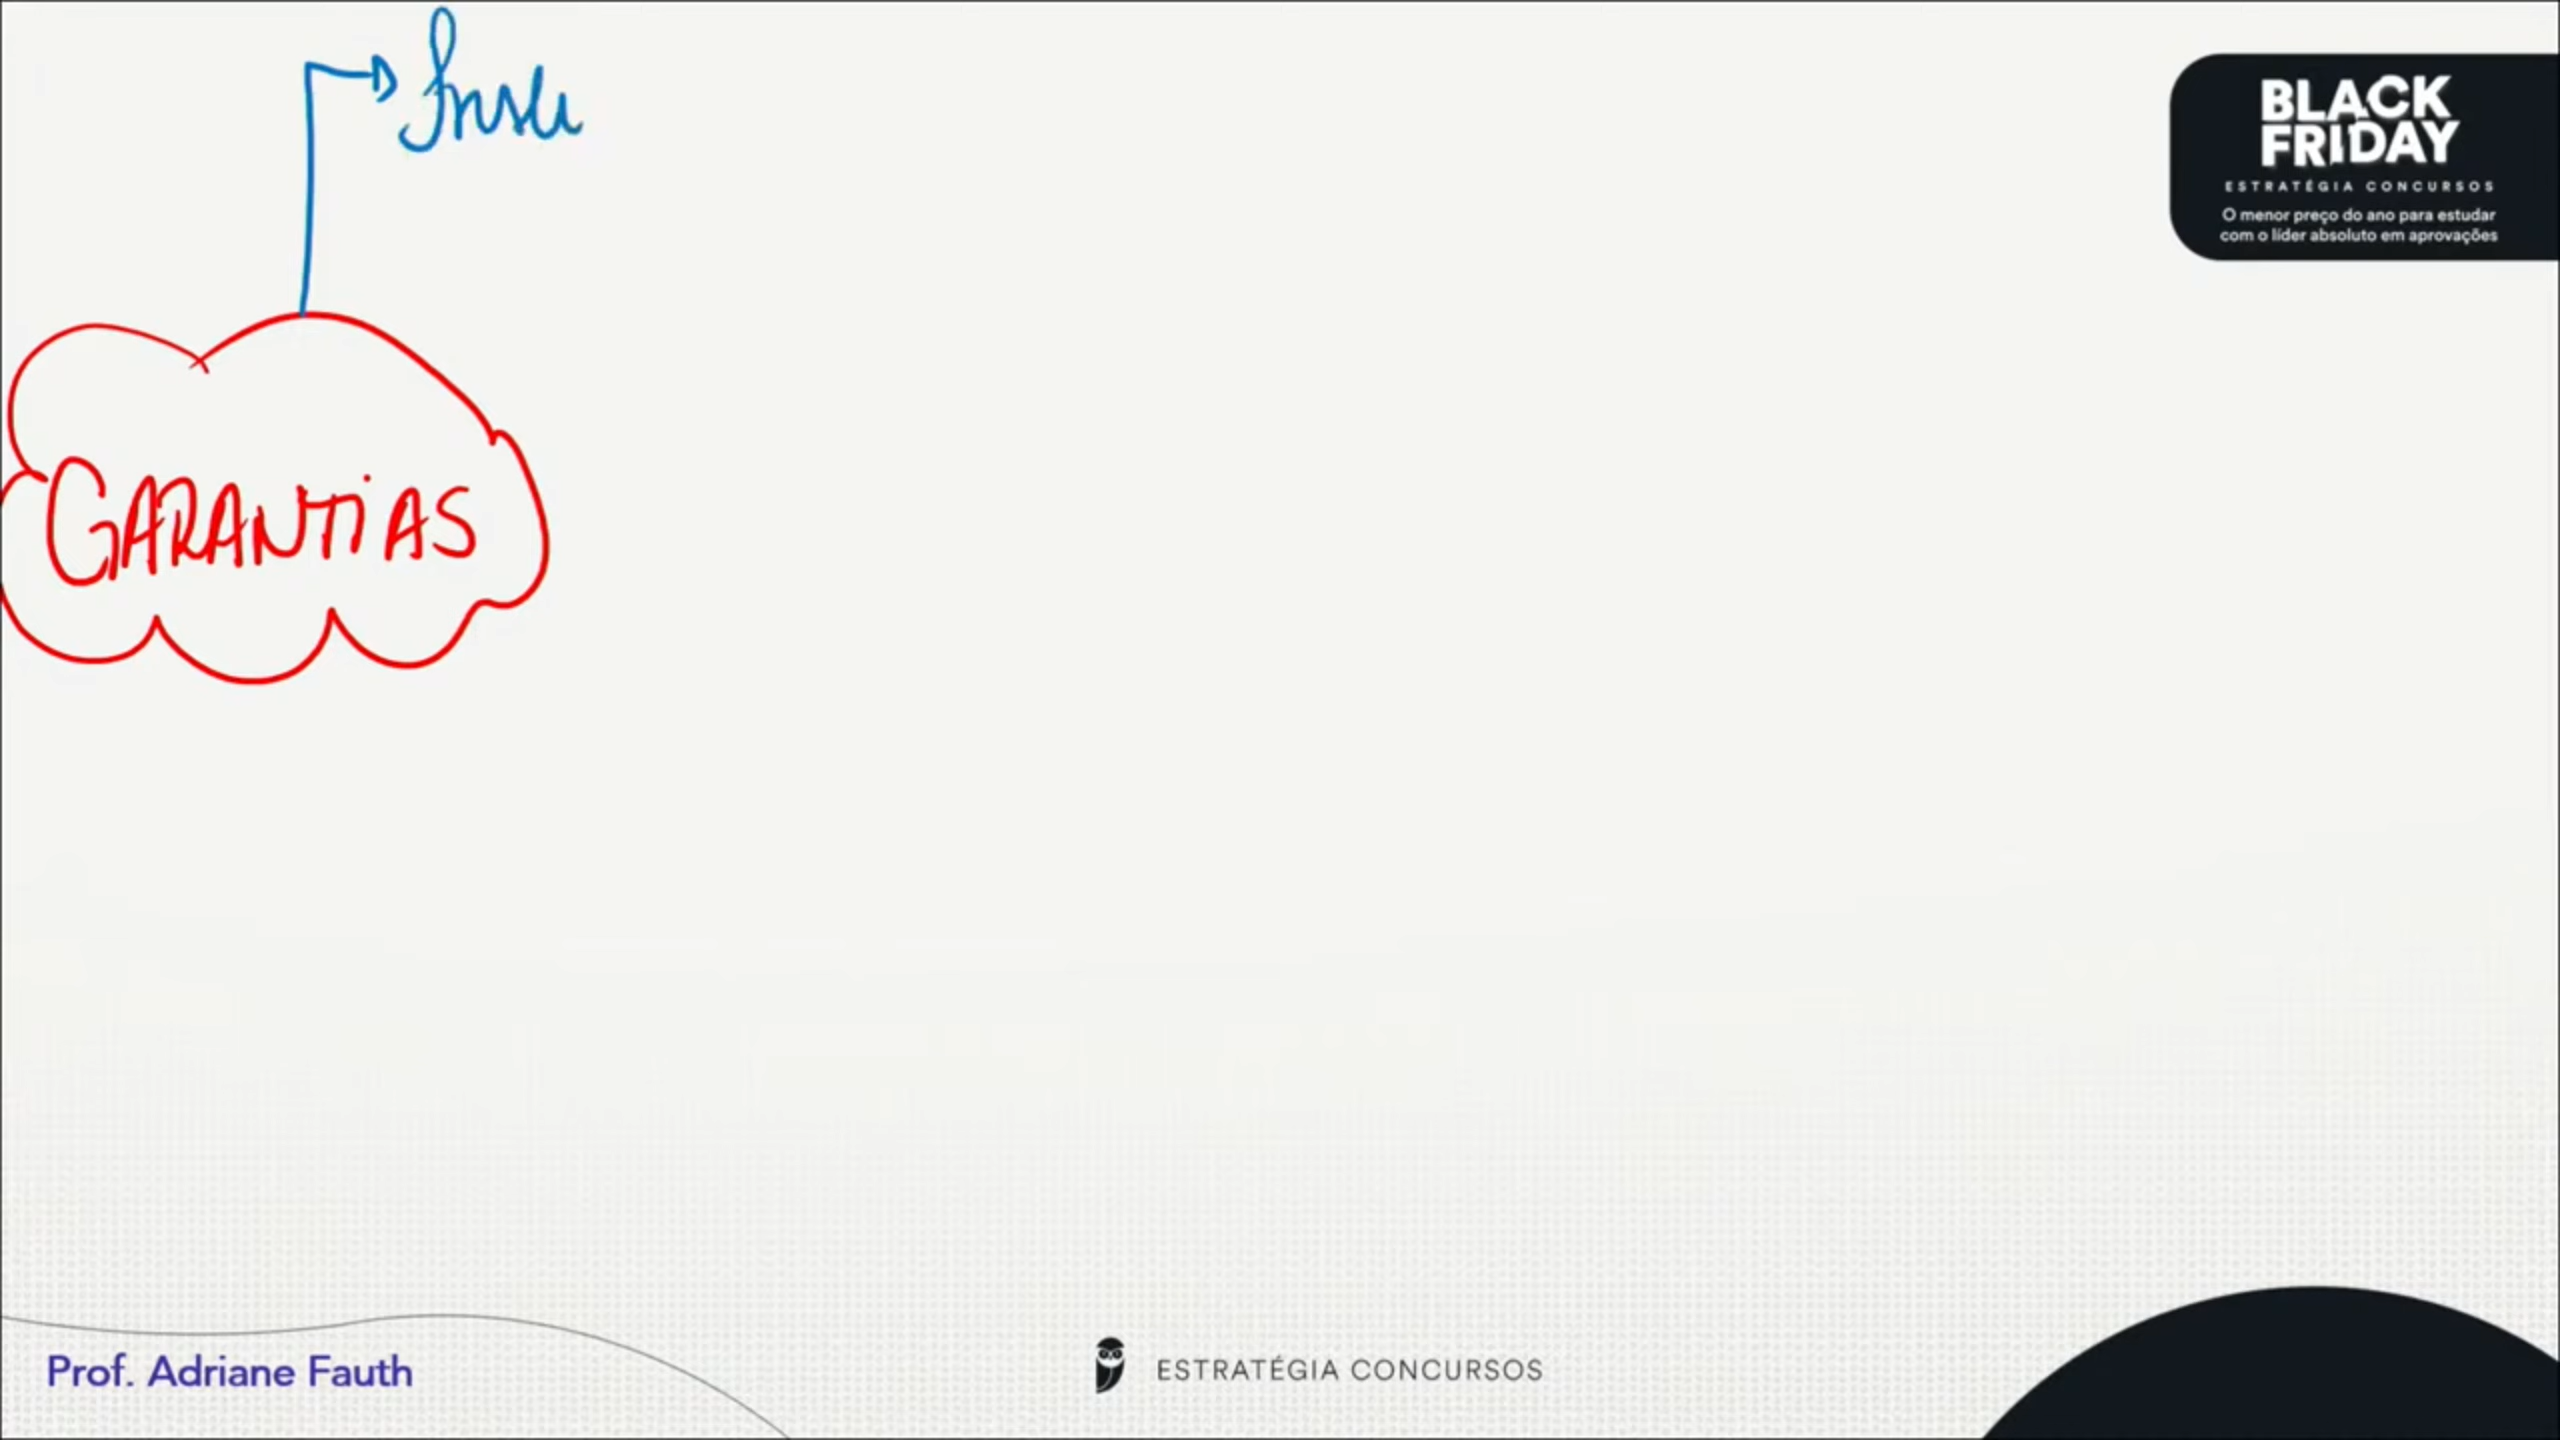 Insti
GARANTIAS
BLACK
FRIDAY
ESTRATÉGIA CONCURSOS
O menor preço do ano para estudar
com o líder absoluto em aprovações
Prof. Adriane Fauth
ESTRATÉGIA CONCURSOS